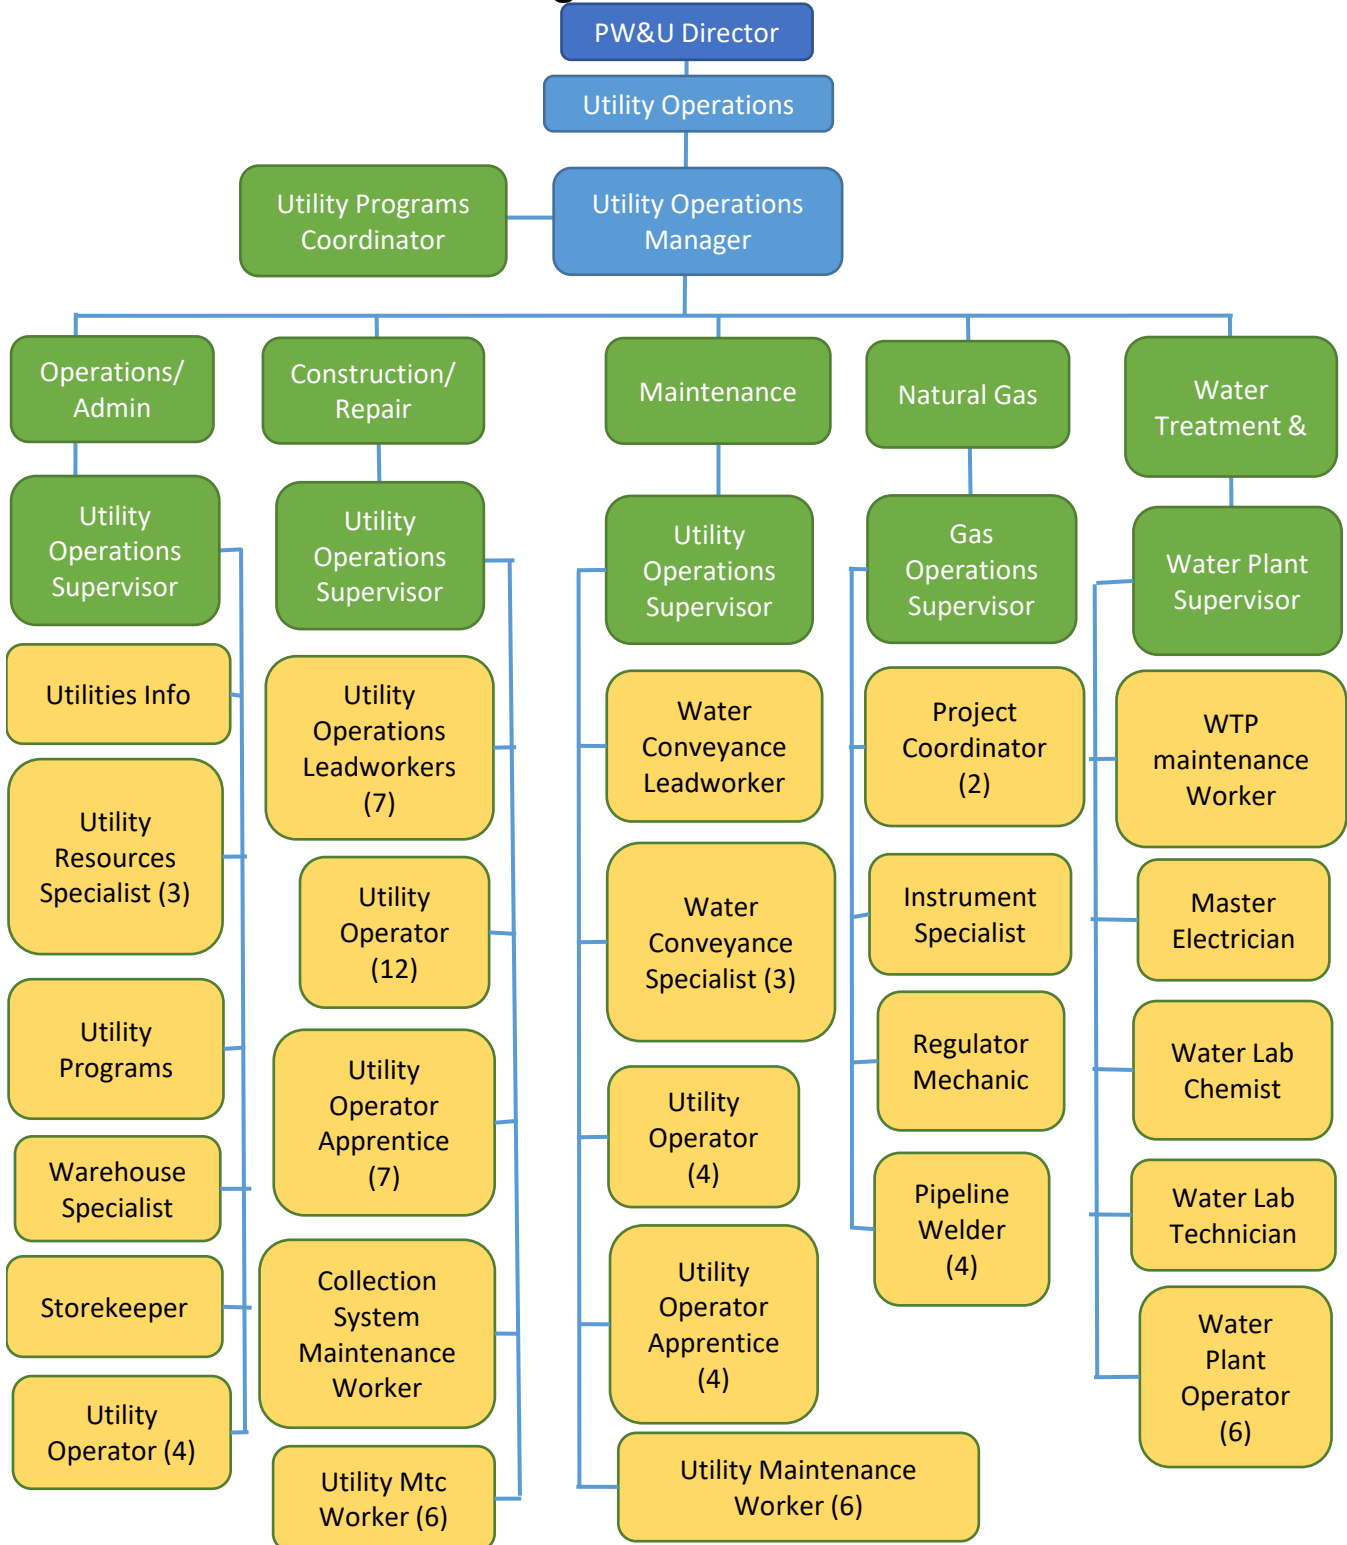 PW&U Director
Utility Operations
Utility Programs
Coordinator
Utility Operations
Manager
Operations/
Admin
Construction/
Repair
Maintenance
Natural Gas
Water
Treatment &
Utility
Operations
Supervisor
Utility
Operations
Supervisor
Utility
Operations
Supervisor
Gas
Operations
Supervisor
Water Plant
Supervisor
Utilities Info
Utility
Resources
Specialist (3)
Utility
Programs
Warehouse
Specialist
Storekeeper
Utility
Operator (4)
Utility
Operations
Leadworkers
(7)
Utility
Operator
(12)
Utility
Operator
Apprentice
(7)
Collection
System
Maintenance
Worker
Utility Mtc
Worker (6)
Water
Conveyance
Leadworker
Water
Conveyance
Specialist (3)
Utility
Operator
(4)
Utility
Operator
Apprentice
(4)
Utility Maintenance
Worker (6)
Project
Coordinator
(2)
Instrument
Specialist
Regulator
Mechanic
Pipeline
Welder
(4)
WTP
maintenance
Worker
Master
Electrician
Water Lab
Chemist
Water Lab
Technician
Water
Plant
Operator
(6)